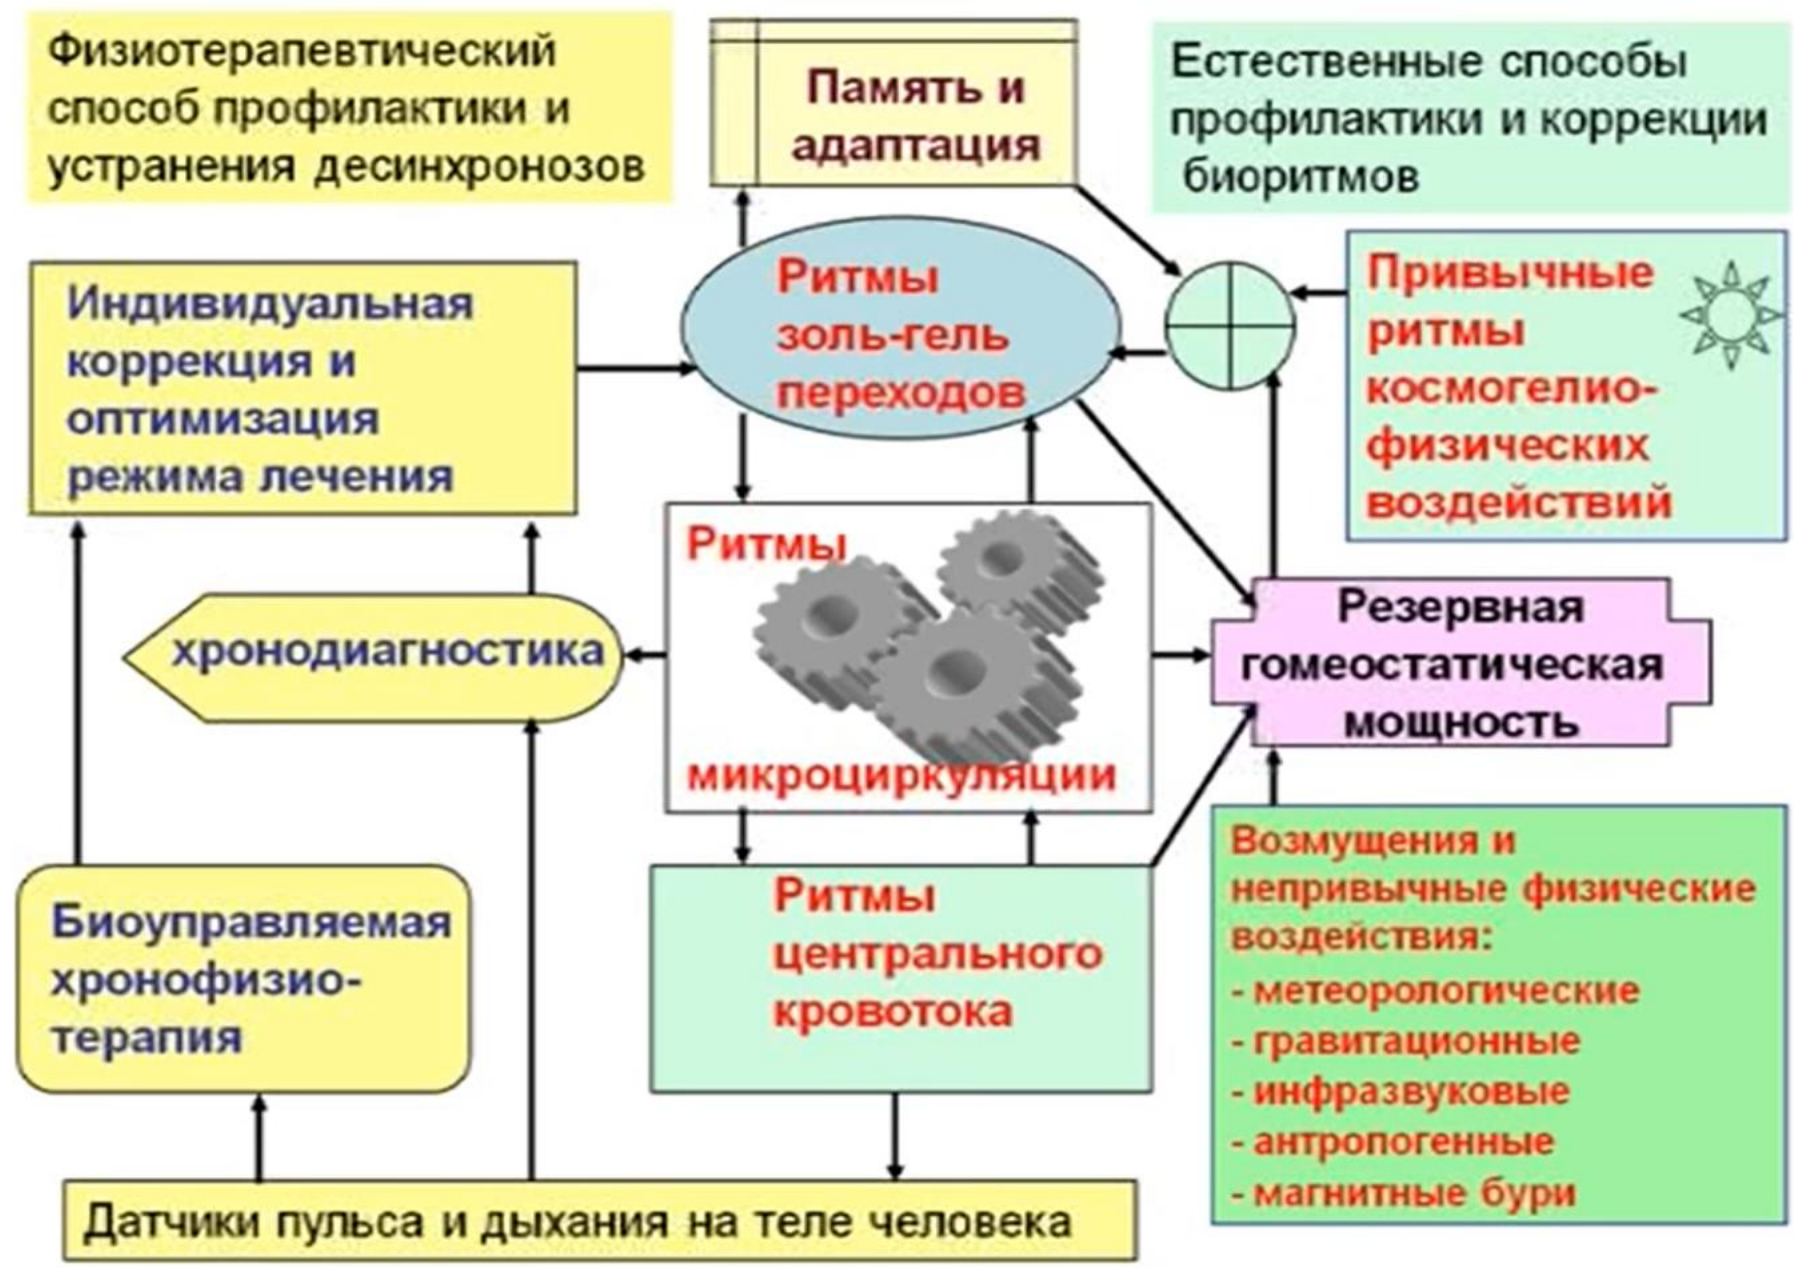 Физиотерапевтический
способ профилактики и
устранения десинхронозов
Память и
адаптация
Естественные способы
профилактики и коррекции
биоритмов
Индивидуальная
коррекция и
оптимизация
режима лечения
Ритмы
золь-гель
переходов
Привычные
ритмы
космогелио-
физических
воздействий
хронодиагностика
Ритмы
микроциркуляции
Резервная
гомеостатическая
мощность
Биоуправляемая
хронофизио-
терапия
Ритмы
центрального
кровотока
Возмущения и
непривычные физические
воздействия:
- метеорологические
- гравитационные
- инфразвуковые
- антропогенные
- магнитные бури
Датчики пульса и дыхания на теле человека